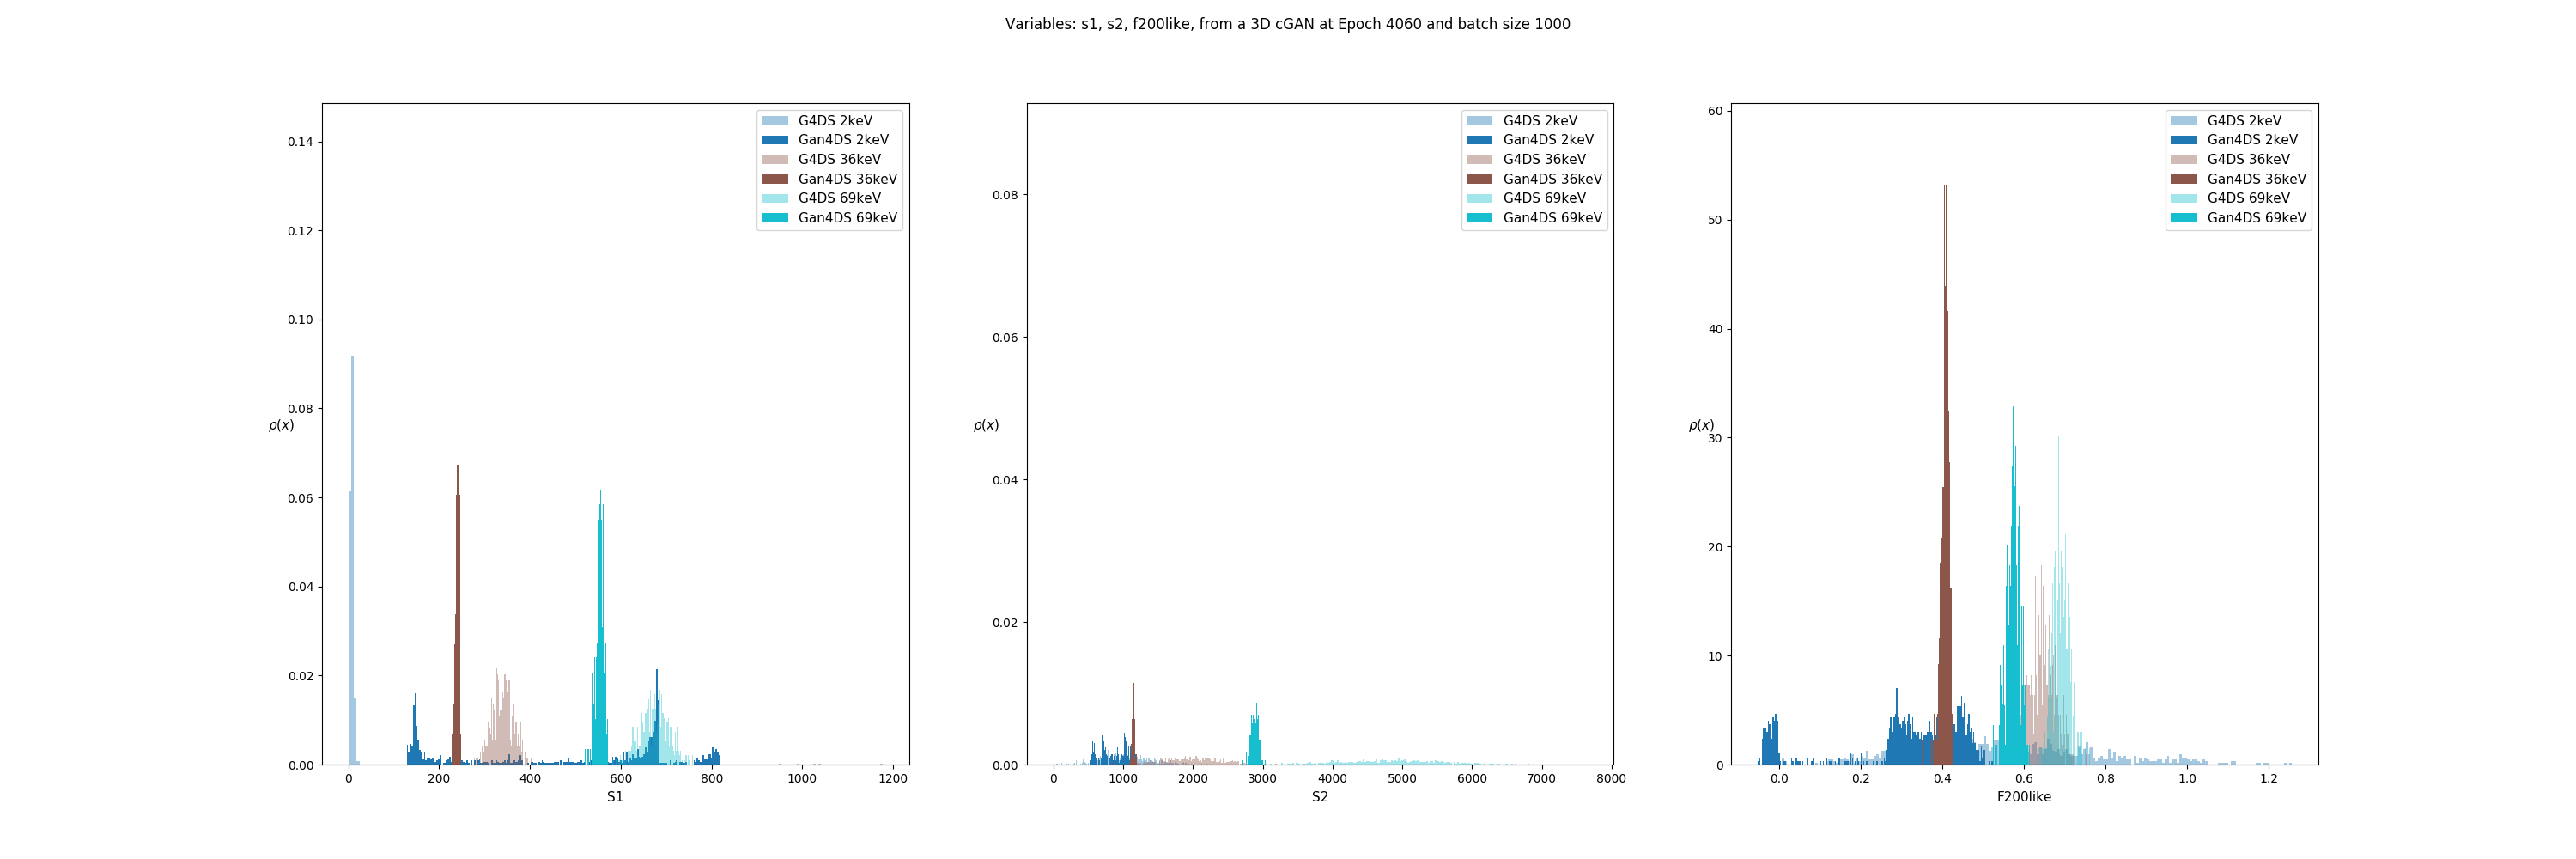 Variables: s1, s2, f200like, from a 3D cGAN at Epoch 4060 and batch size 1000
0.14
0.12
0.10
0.08
0.06
0.04
0.02
0.00
ρ(x)
0 200 400 600 800 1000 1200
S1
G4DS 2keV
Gan4DS 2keV
G4DS 36keV
Gan4DS 36keV
G4DS 69keV
Gan4DS 69keV
0.08
0.06
0.04
0.02
0.00
ρ(x)
0 1000 2000 3000 4000 5000 6000 7000 8000
S2
G4DS 2keV
Gan4DS 2keV
G4DS 36keV
Gan4DS 36keV
G4DS 69keV
Gan4DS 69keV
60
50
40
30
20
10
0
ρ(x)
0.0 0.2 0.4 0.6 0.8 1.0 1.2
F200like
G4DS 2keV
Gan4DS 2keV
G4DS 36keV
Gan4DS 36keV
G4DS 69keV
Gan4DS 69keV